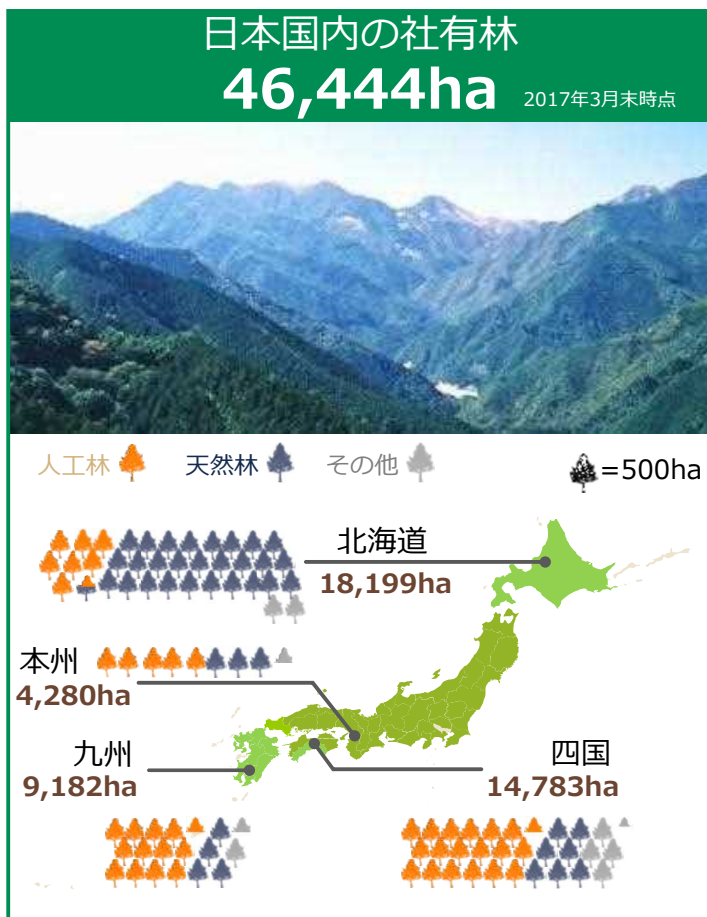 日本国内の社有林
46,444ha 2017年3月末時点
人工林 天然林 その他 =500ha
北海道
18,199ha
本州
4,280ha
九州
9,182ha
四国
14,783ha